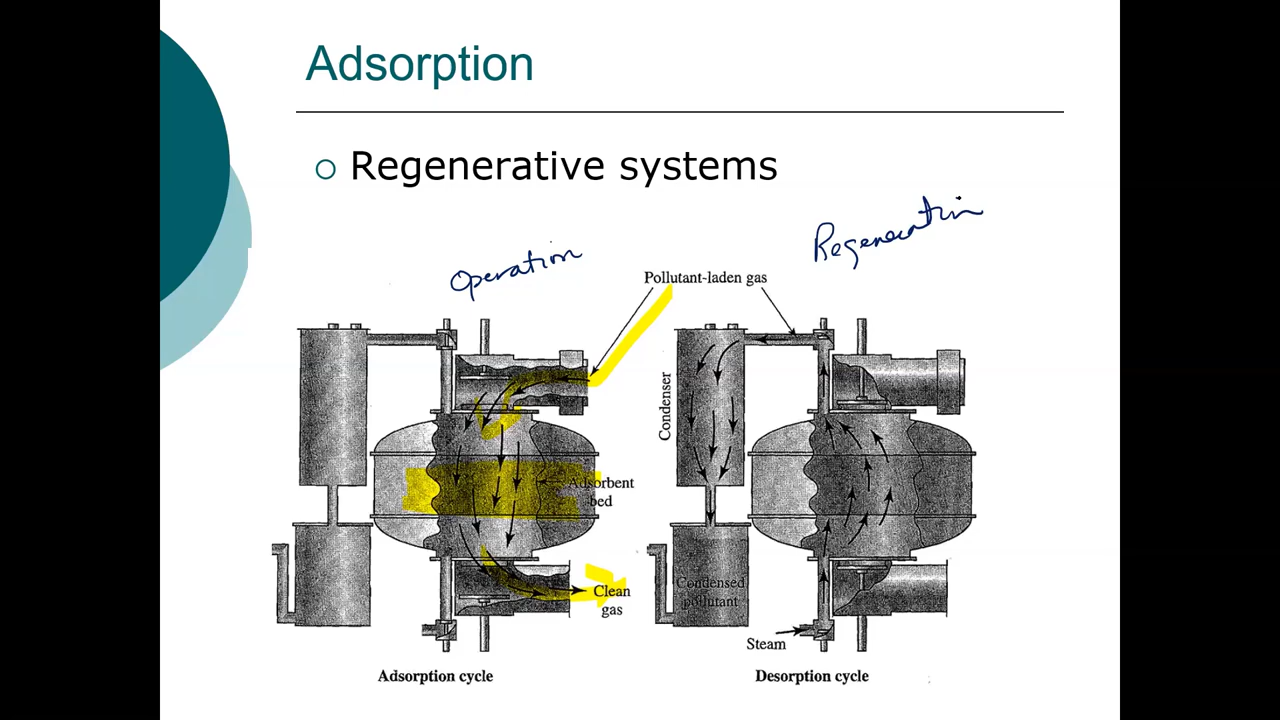 Adsorption
Regenerative systems
Operation
Regeneration
Pollutant-laden gas
Condenser
Adsorbent
bed
Clean
gas
Condensed
pollutant
Steam
Adsorption cycle
Desorption cycle